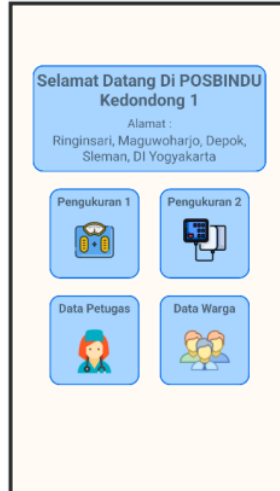 Selamat Datang Di POSBINDU
Kedondong 1
Alamat :
Ringinsari, Maguwoharjo, Depok,
Sleman, DI Yogyakarta
Pengukuran 1
Pengukuran 2
Data Petugas
Data Warga